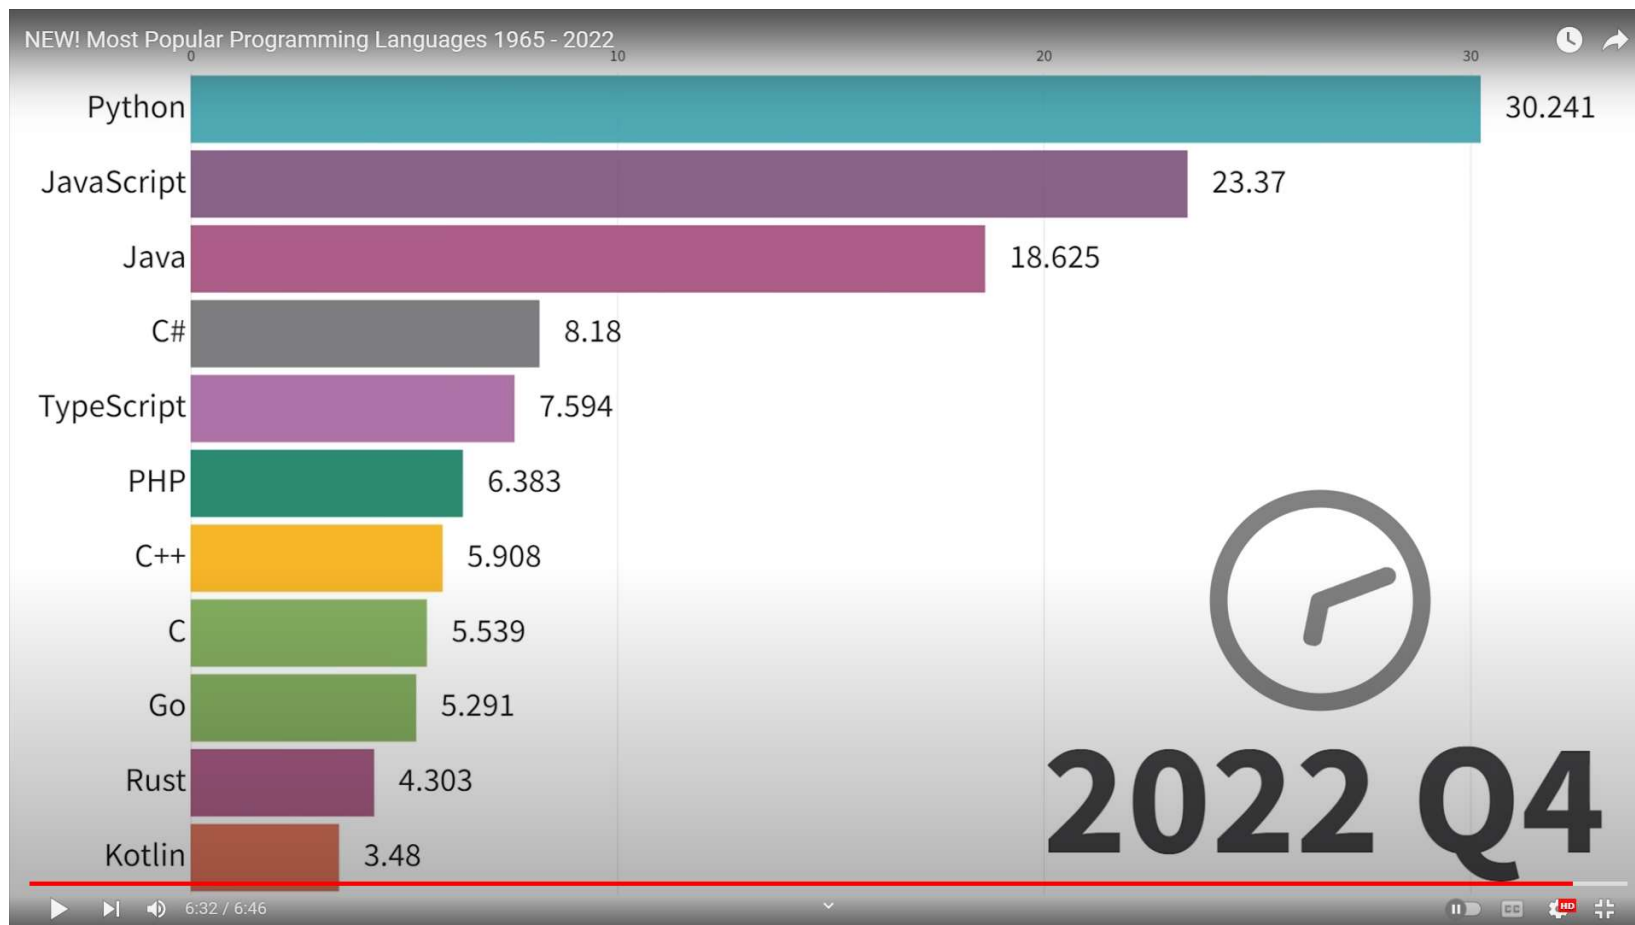 NEW! Most Popular Programming Languages 1965 - 2022
0 10 20 30
Python 30.241
JavaScript 23.37
Java 18.625
C# 8.18
TypeScript 7.594
PHP 6.383
C++ 5.908
C 5.539
Go 5.291
Rust 4.303
Kotlin 3.48
2022 Q4
6:32 / 6:46
CC
HD